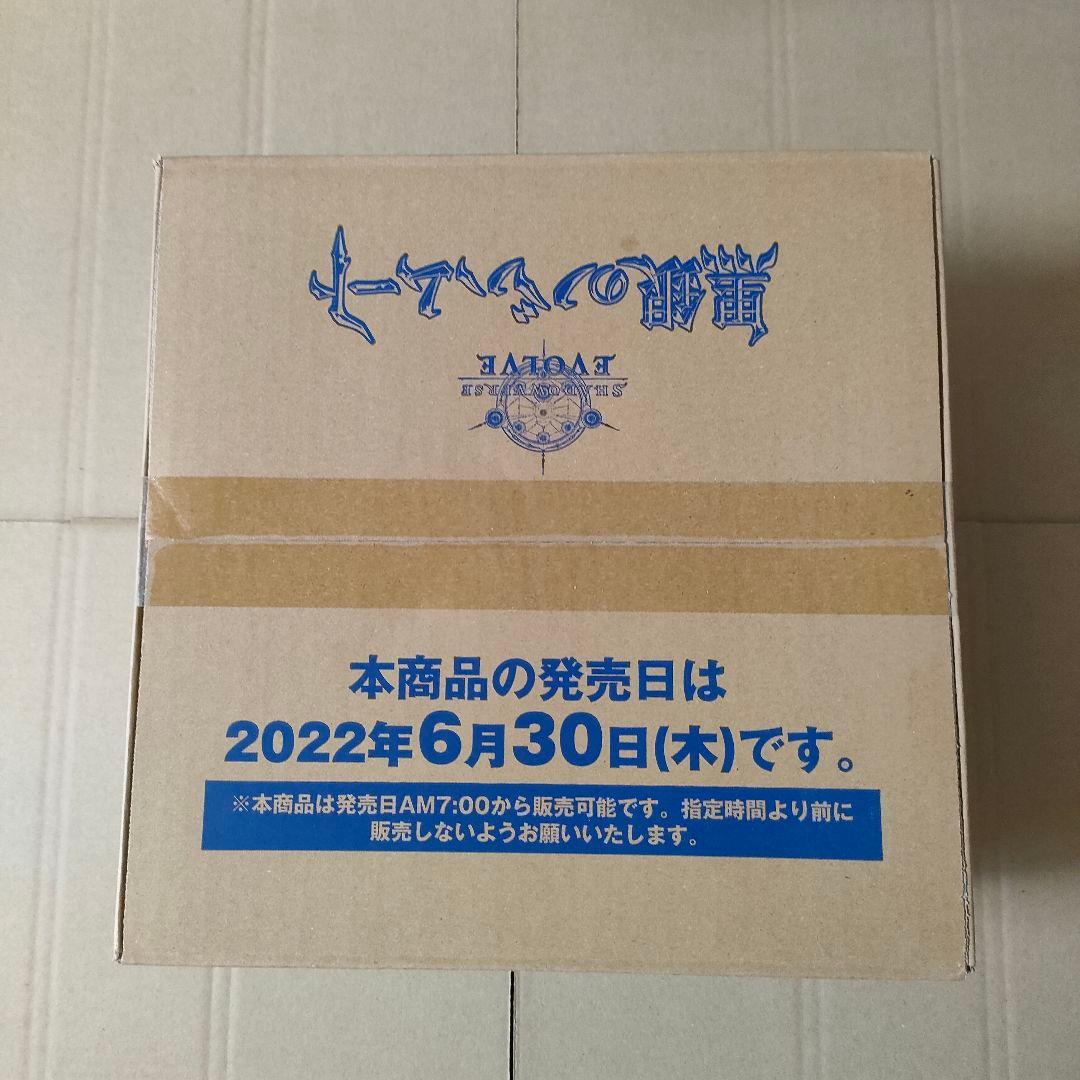 黒銀のバハムート
SHADOWVERSE
EVOLVE
本商品の発売日は
2022年6月30日(木)です。
※本商品は発売日AM7:00から販売可能です。指定時間より前に
販売しないようお願いいたします。